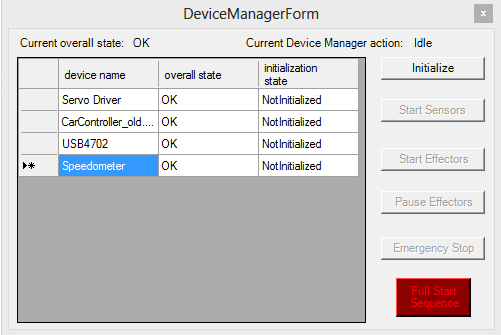 DeviceManagerForm
x
Current overall state: OK Current Device Manager action: Idle
device name overall state initialization state
Servo Driver OK NotInitialized
CarController_old.... OK NotInitialized
USB4702 OK NotInitialized
Speedometer OK NotInitialized
Initialize
Start Sensors
Start Effectors
Pause Effectors
Emergency Stop
Full Start
Sequence